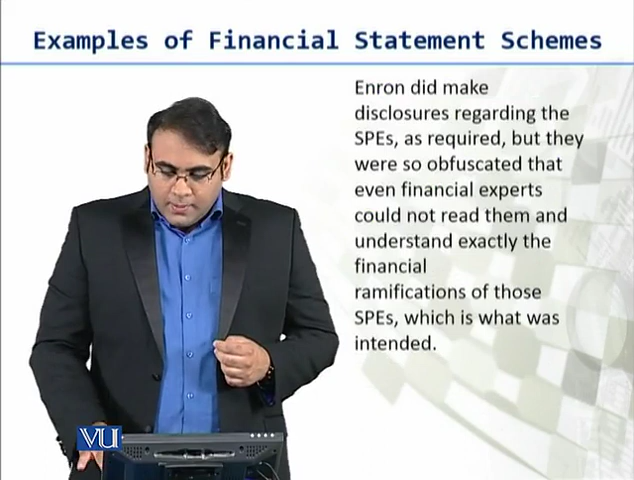 Examples of Financial Statement Schemes
Enron did make
disclosures regarding the
SPEs, as required, but they
were so obfuscated that
even financial experts
could not read them and
understand exactly the
financial
ramifications of those
SPEs, which is what was
intended.
VU